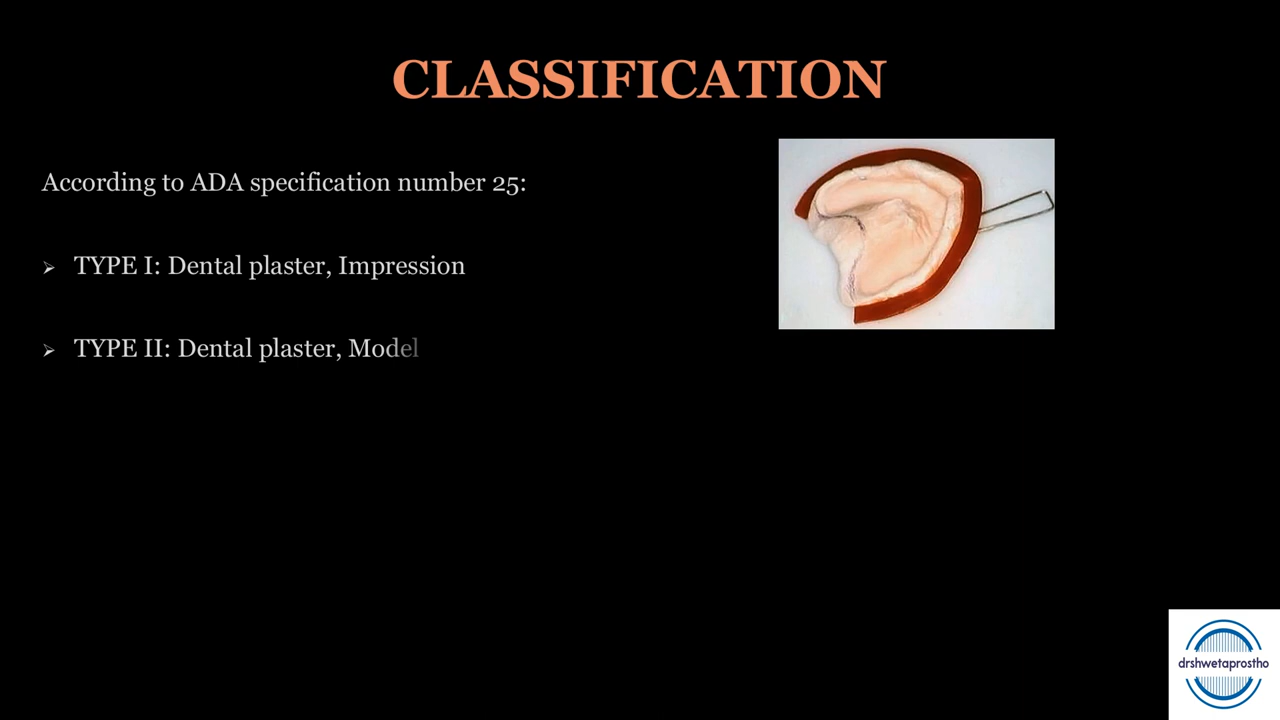 CLASSIFICATION
According to ADA specification number 25:
TYPE I: Dental plaster, Impression
TYPE II: Dental plaster, Model
drshwetaprostho